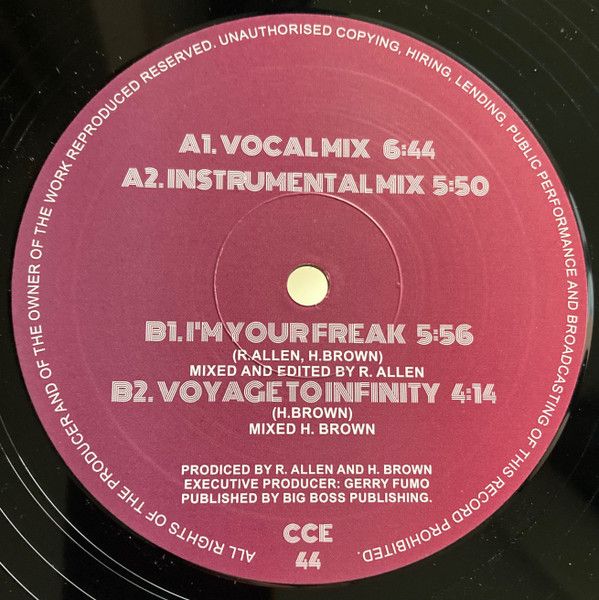 ALL RIGHTS OF THE PRODUCER AND OF THE OWNER OF THE WORK REPRODUCED RESERVED. UNAUTHORISED COPYING, HIRING, LENDING, PUBLIC PERFORMANCE AND BROADCASTING OF THIS RECORD PROHIBITED.
A1. VOCAL MIX 6:44
A2. INSTRUMENTAL MIX 5:50
B1. I'M YOUR FREAK 5:56
(R.ALLEN, H.BROWN)
MIXED AND EDITED BY R. ALLEN
B2. VOYAGE TO INFINITY 4:14
(H.BROWN)
MIXED H. BROWN
PRODICED BY R. ALLEN AND H. BROWN
EXECUTIVE PRODUCER: GERRY FUMO
PUBLISHED BY BIG BOSS PUBLISHING.
CCE
44